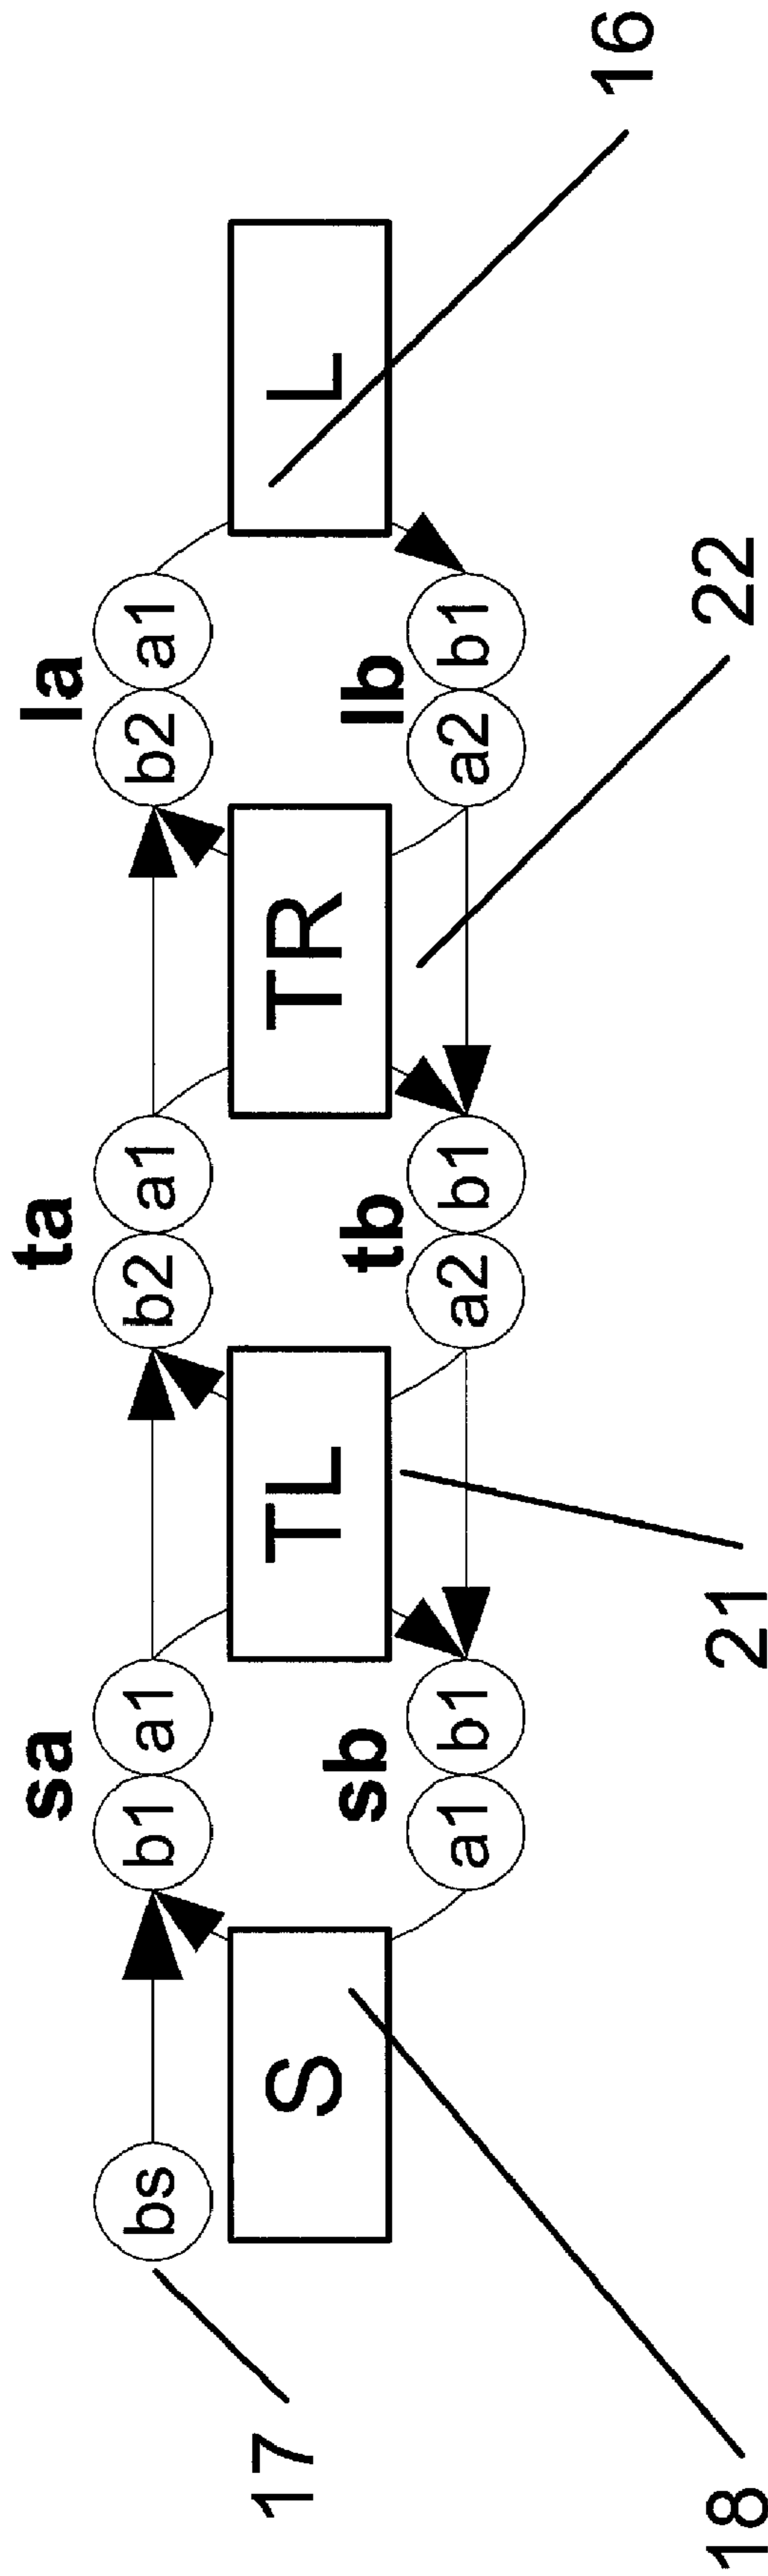 sa ta la
bs b1 a1 b2 a1 b2 a1
17 S TL TR L
sb tb lb
a1 b1 a2 b1 a2 b1
16
18 21 22